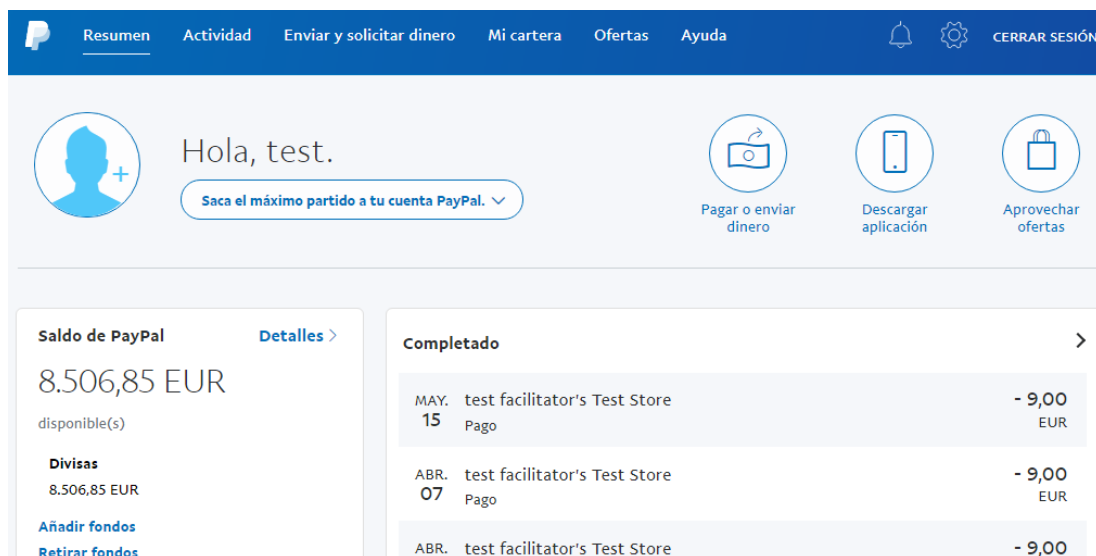 Resumen Actividad Enviar y solicitar dinero Mi cartera Ofertas Ayuda CERRAR SESIÓN
Hola, test.
Saca el máximo partido a tu cuenta PayPal.
Pagar o enviar
dinero
Descargar
aplicación
Aprovechar
ofertas
Saldo de PayPal Detalles
8.506,85 EUR
disponible(s)
Divisas
8.506,85 EUR
Añadir fondos
Retirar fondos
Completado
MAY. test facilitator's Test Store - 9,00
15 Pago EUR
ABR. test facilitator's Test Store - 9,00
07 Pago EUR
ABR. test facilitator's Test Store - 9,00